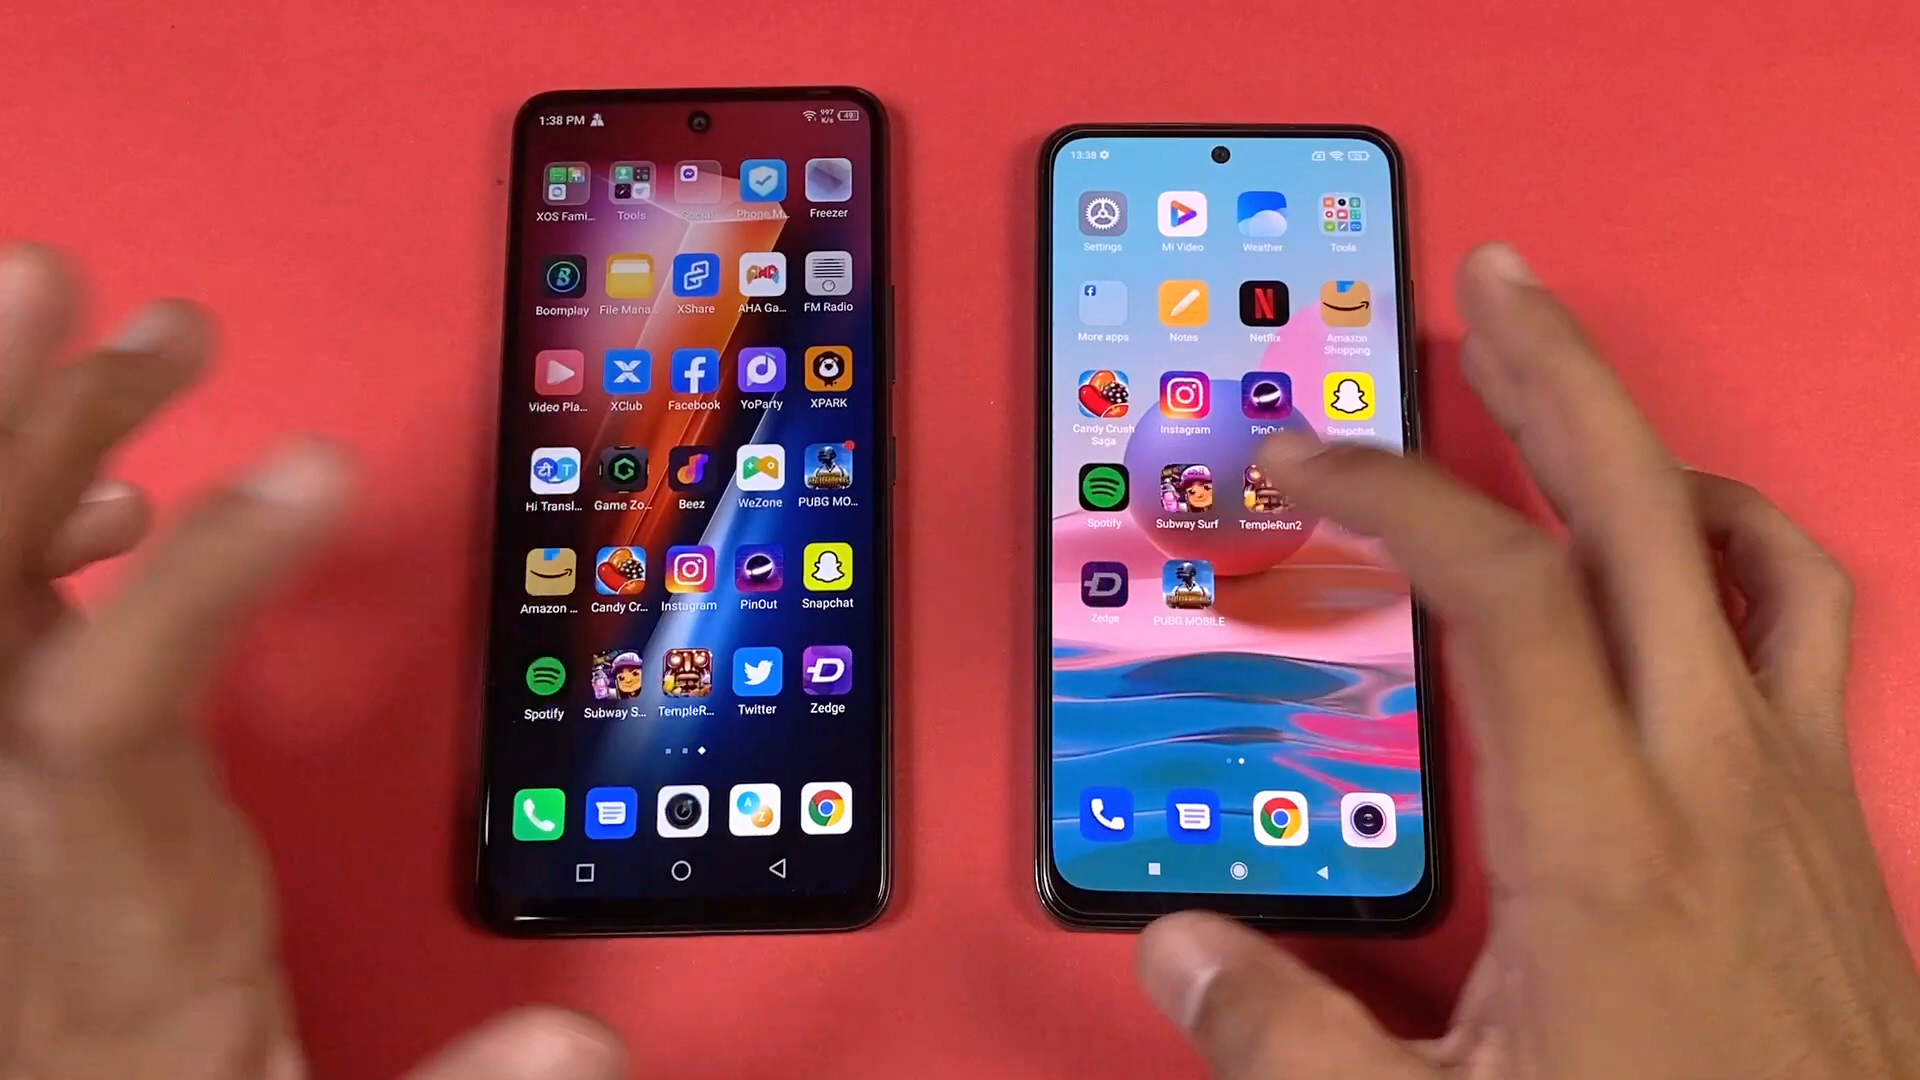 1:38 PM
997
K/s
49
XOS Fami...
Tools
Social
Phone M...
Freezer
Boomplay
File Mana...
XShare
AHA Ga...
FM Radio
Video Pla...
XClub
Facebook
YoParty
XPARK
Hi Transl...
Game Zo...
Beez
WeZone
PUBG MO...
Amazon ...
Candy Cr...
Instagram
PinOut
Snapchat
Spotify
Subway S...
TempleR...
Twitter
Zedge
13:38
Settings
Mi Video
Weather
Tools
More apps
Notes
Netflix
Amazon
Shopping
Candy Crush
Saga
Instagram
PinOut
Snapchat
Spotify
Subway Surf
TempleRun2
Zedge
PUBG MOBILE